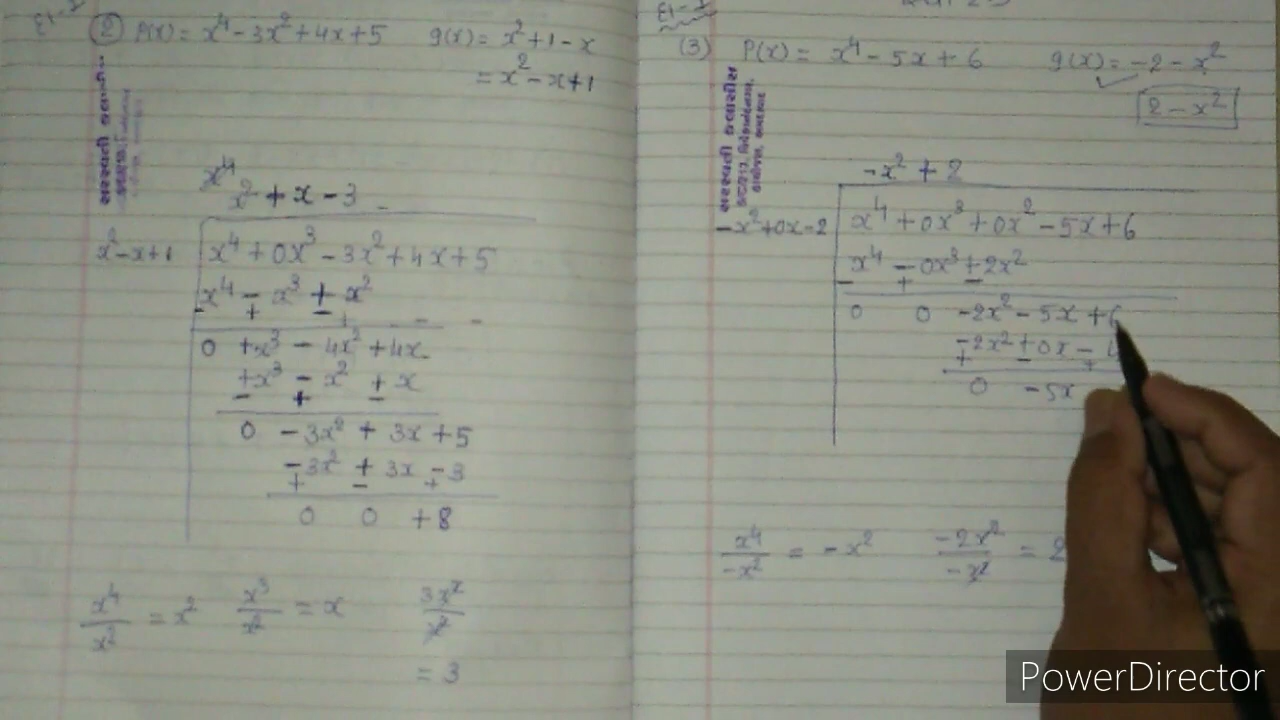 (2) P(x) = x⁴ - 3x² + 4x + 5 g(x) = x² + 1 - x
= x² - x + 1
x⁴
x² + x - 3
x² - x + 1 x⁴ + 0x³ - 3x² + 4x + 5
x⁴ - x³ + x²
- + -
0 + x³ - 4x² + 4x
+ x³ - x² + x
- + -
0 - 3x² + 3x + 5
- 3x² + 3x - 3
+ - +
0 0 + 8
x⁴/x² = x² x³/x² = x 3x²/x²
= 3
(3) P(x) = x⁴ - 5x + 6 g(x) = -2 - x²
2 - x²
-x² + 2
-x² + 0x - 2 x⁴ + 0x³ + 0x² - 5x + 6
x⁴ - 0x³ + 2x²
- + -
0 0 - 2x² - 5x + 6
- 2x² + 0x -
+ - +
0 - 5x
x⁴/-x² = -x² -2x²/-x² = 2
PowerDirector